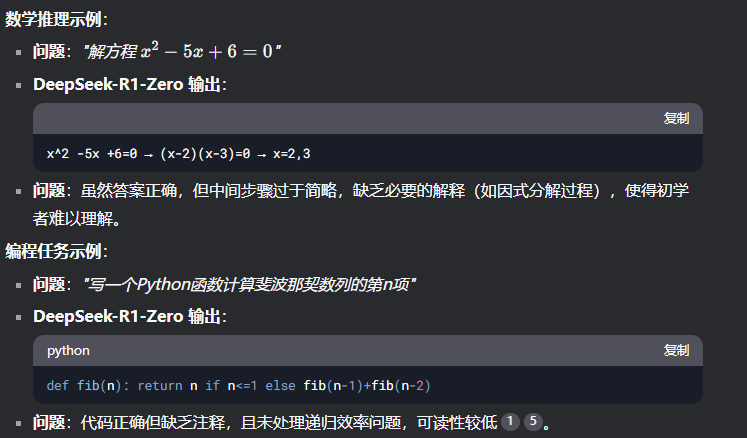 数学推理示例：
▪ 问题："解方程 x² − 5x + 6 = 0"
▪ DeepSeek-R1-Zero 输出：
复制
x^2 -5x +6=0 → (x-2)(x-3)=0 → x=2,3
▪ 问题：虽然答案正确，但中间步骤过于简略，缺乏必要的解释（如因式分解过程），使得初学
者难以理解。
编程任务示例：
▪ 问题："写一个Python函数计算斐波那契数列的第n项"
▪ DeepSeek-R1-Zero 输出：
python 复制
def fib(n): return n if n<=1 else fib(n-1)+fib(n-2)
▪ 问题：代码正确但缺乏注释，且未处理递归效率问题，可读性较低 1 5 。